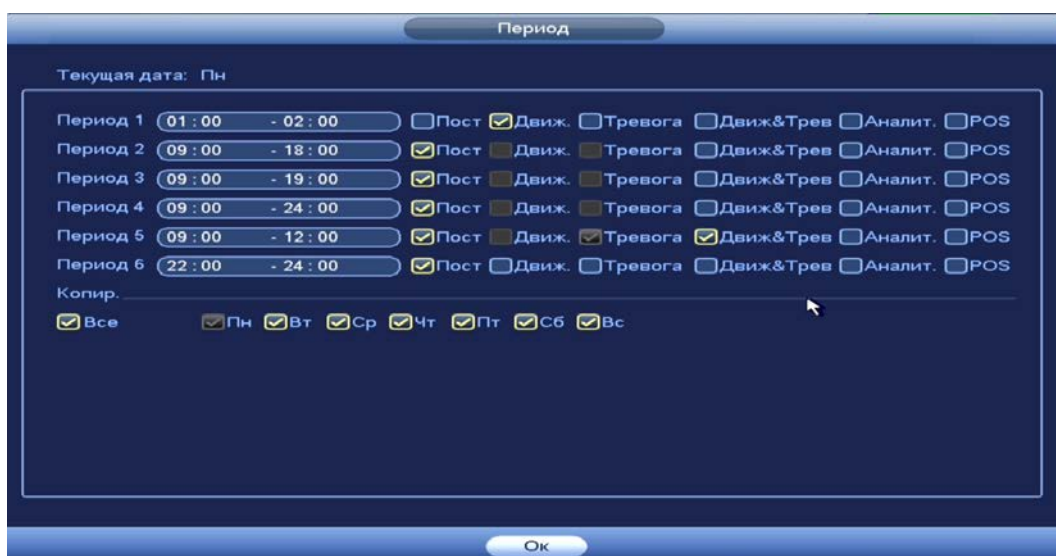 Период
Текущая дата: Пн
Период 1 01 : 00 - 02 : 00 Пост Движ. Тревога Движ&Трев Аналит. POS
Период 2 09 : 00 - 18 : 00 Пост Движ. Тревога Движ&Трев Аналит. POS
Период 3 09 : 00 - 19 : 00 Пост Движ. Тревога Движ&Трев Аналит. POS
Период 4 09 : 00 - 24 : 00 Пост Движ. Тревога Движ&Трев Аналит. POS
Период 5 09 : 00 - 12 : 00 Пост Движ. Тревога Движ&Трев Аналит. POS
Период 6 22 : 00 - 24 : 00 Пост Движ. Тревога Движ&Трев Аналит. POS
Копир.
Все Пн Вт Ср Чт Пт Сб Вс
Ок